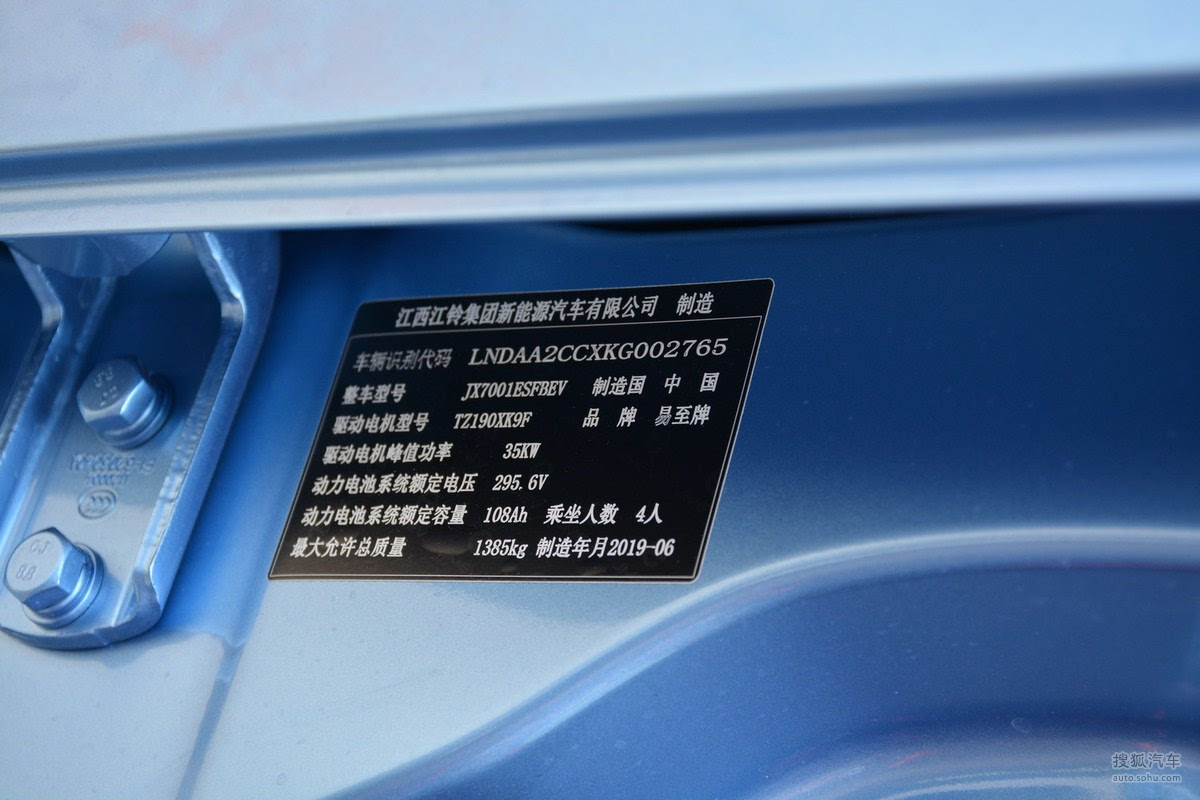 江西江铃集团新能源汽车有限公司 制造
车辆识别代码 LNDAA2CCXKG002765
整车型号 JX7001ESFBEV 制造国 中 国
驱动电机型号 TZ190XK9F 品 牌 易至牌
驱动电机峰值功率 35KW
动力电池系统额定电压 295.6V
动力电池系统额定容量 108Ah 乘坐人数 4人
最大允许总质量 1385kg 制造年月2019-06
8.8
搜狐汽车
auto.sohu.com